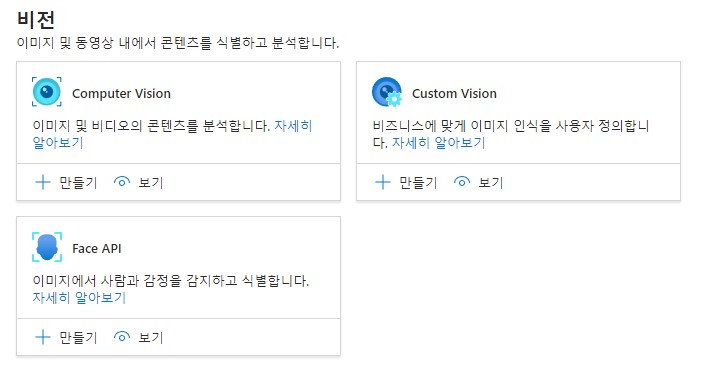 비전
이미지 및 동영상 내에서 콘텐츠를 식별하고 분석합니다.
Computer Vision
이미지 및 비디오의 콘텐츠를 분석합니다. 자세히
알아보기
만들기 보기
Custom Vision
비즈니스에 맞게 이미지 인식을 사용자 정의합니
다. 자세히 알아보기
만들기 보기
Face API
이미지에서 사람과 감정을 감지하고 식별합니다.
자세히 알아보기
만들기 보기